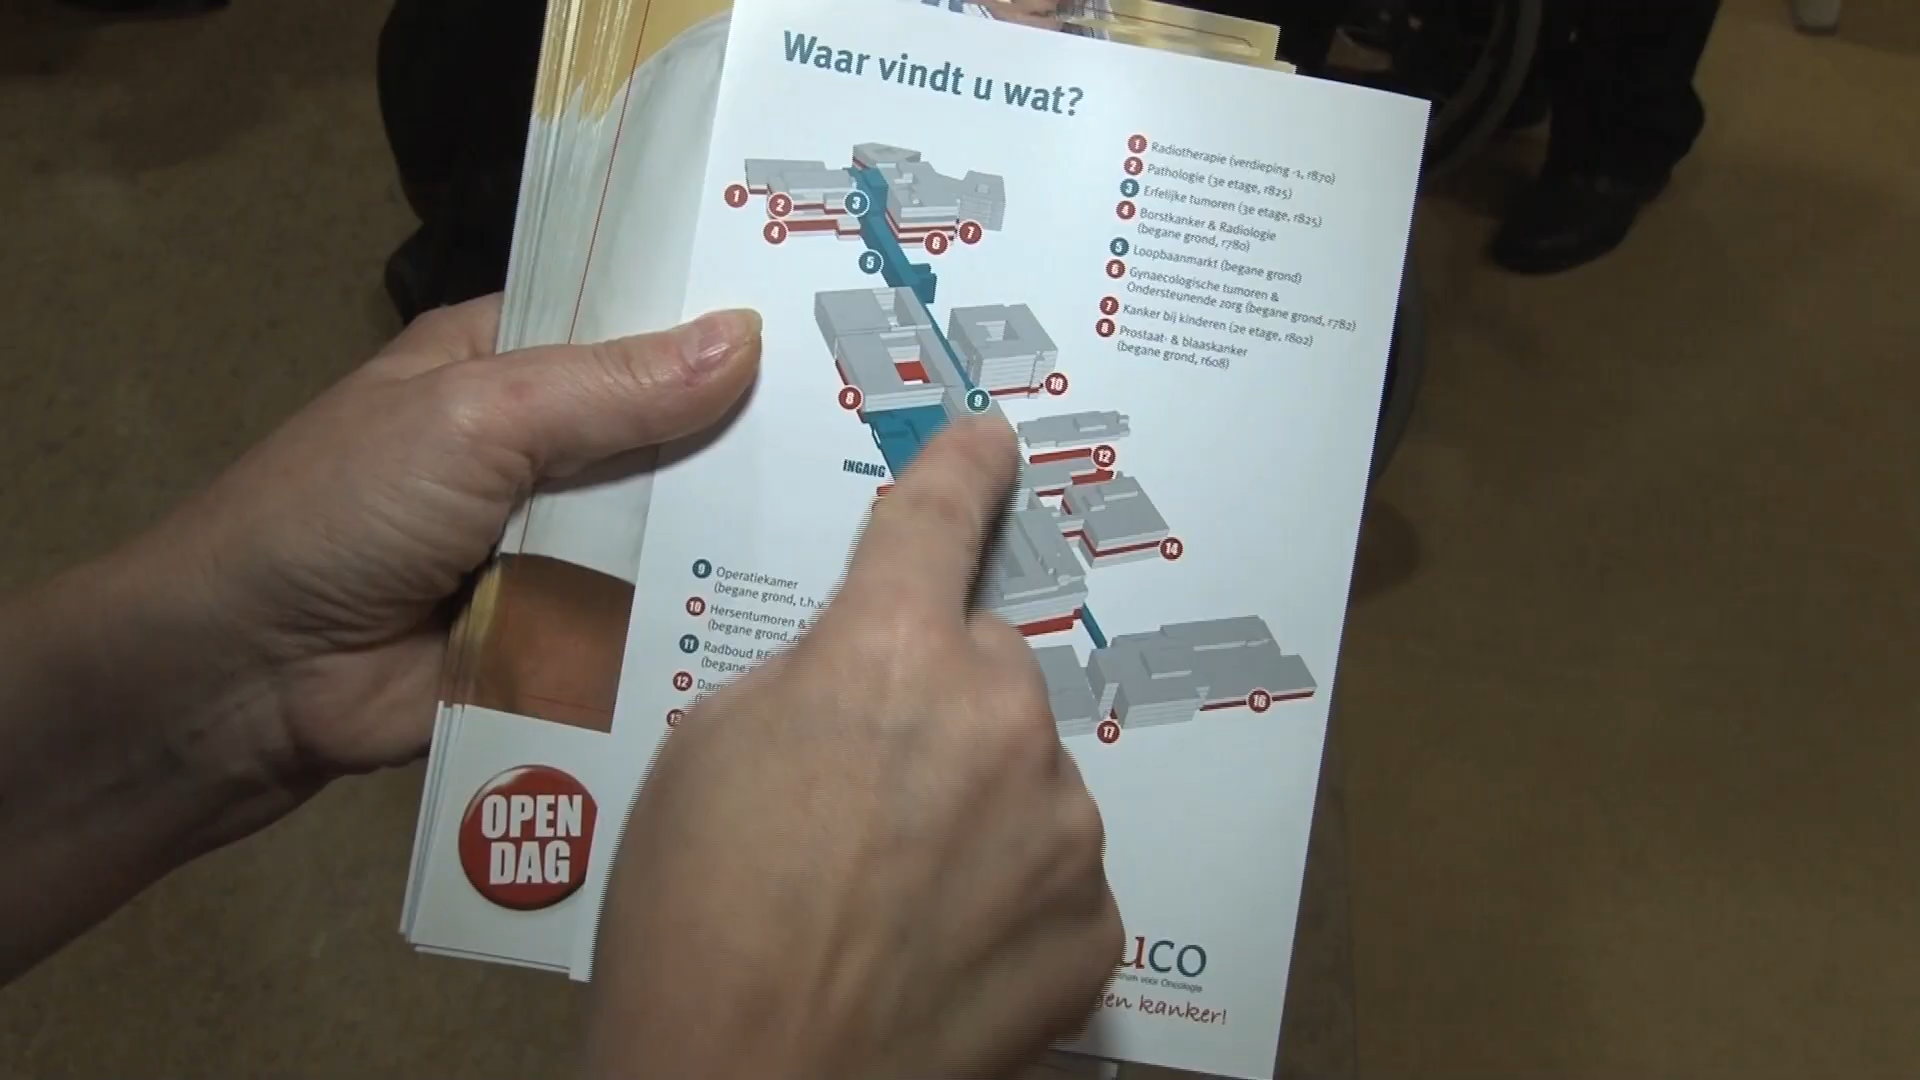 Waar vindt u wat?
1 Radiotherapie (verdieping -1, r870)
2 Pathologie (3e etage, r825)
3 Erfelijke tumoren (3e etage, r825)
4 Borstkanker & Radiologie
(begane grond, r780)
5 Loopbaanmarkt (begane grond)
6 Gynaecologische tumoren &
Ondersteunende zorg (begane grond, r782)
7 Kanker bij kinderen (2e etage, r802)
8 Prostaat- & blaaskanker
(begane grond, r608)
1
2
3
4
5
6
7
8
9
10
12
14
16
17
INGANG
9 Operatiekamer
(begane grond, t.h.v.
10 Hersentumoren &
(begane grond,
11 Radboud
(begane
12
13
OPEN
DAG
uco
voor Oncologie
kanker!